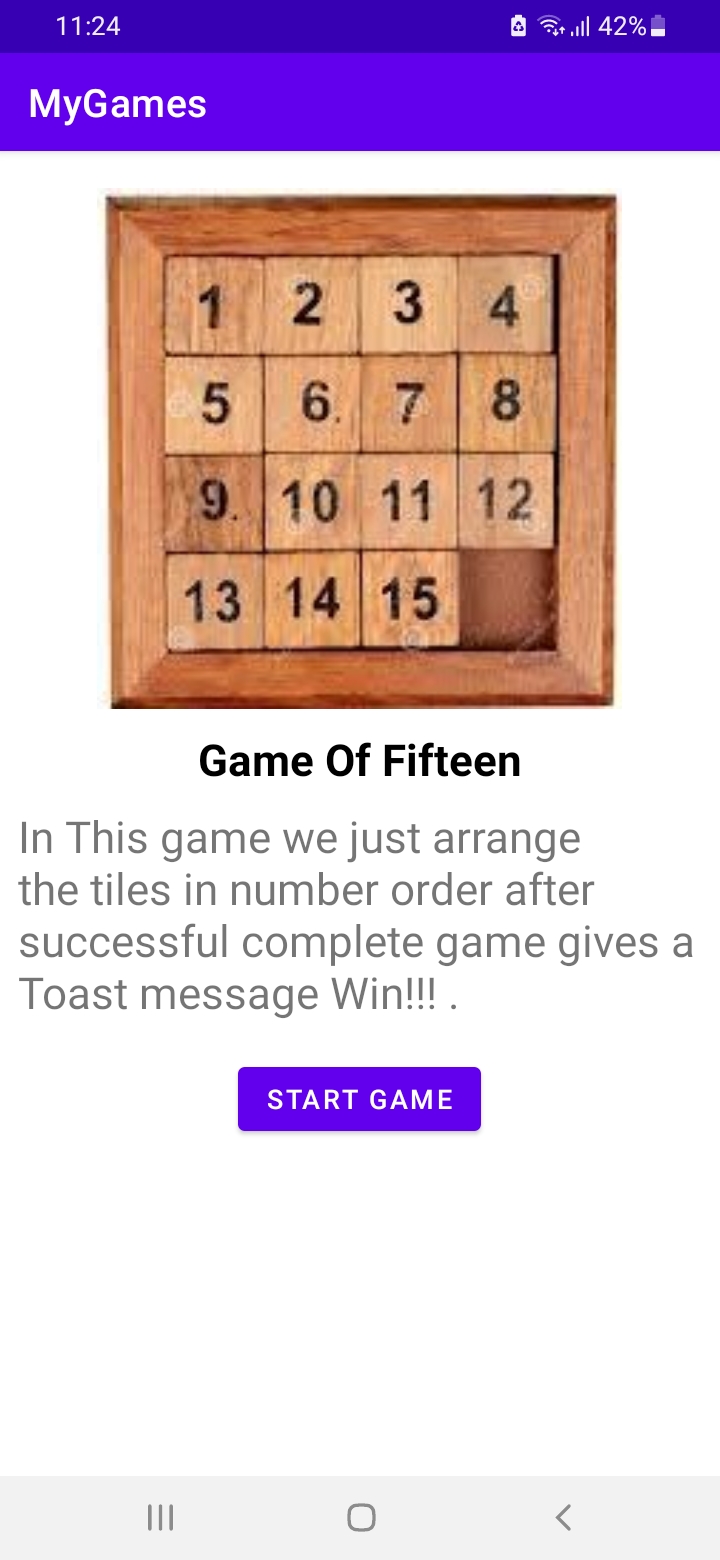 11:24 42%
MyGames
1 2 3 4
5 6. 7 8
9. 10 11 12
13 14 15
Game Of Fifteen
In This game we just arrange
the tiles in number order after
successful complete game gives a
Toast message Win!!! .
START GAME